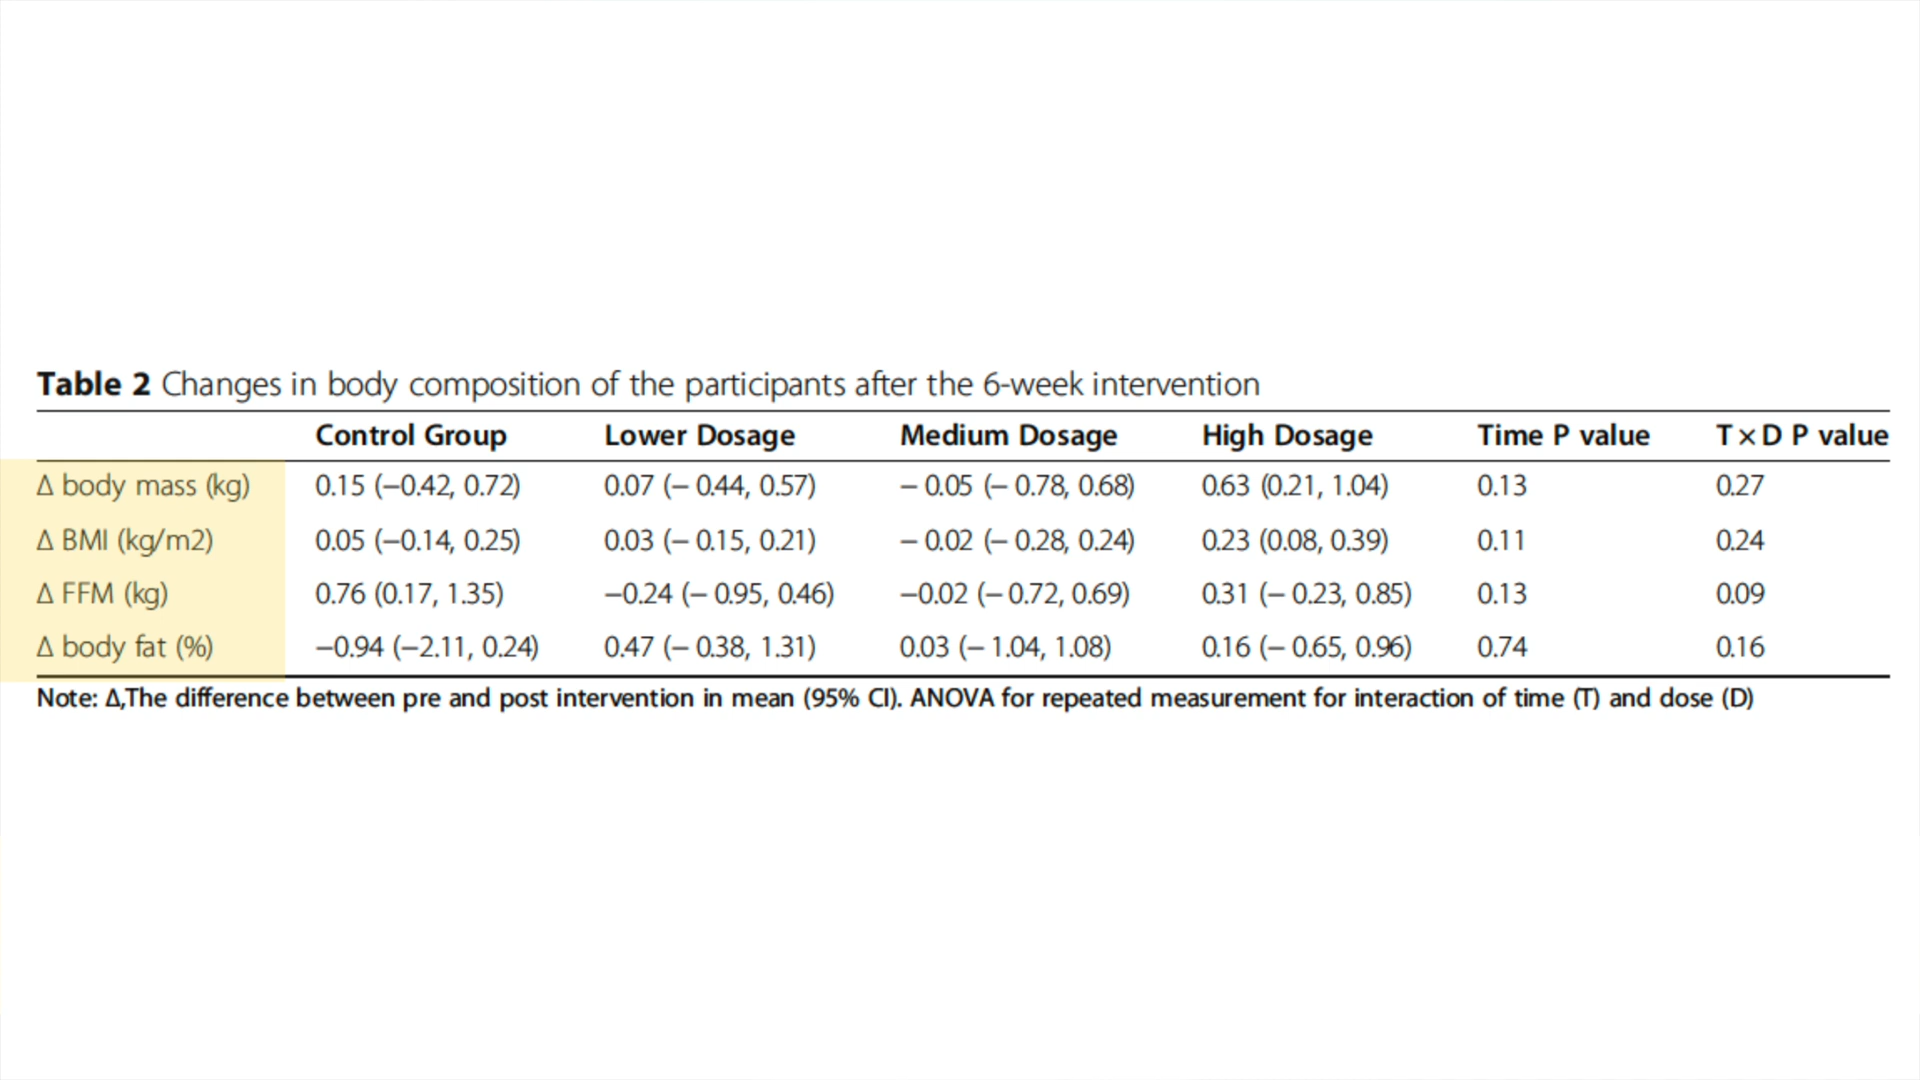 Table 2 Changes in body composition of the participants after the 6-week intervention
Control Group Lower Dosage Medium Dosage High Dosage Time P value T×D P value
Δ body mass (kg) 0.15 (−0.42, 0.72) 0.07 (− 0.44, 0.57) − 0.05 (− 0.78, 0.68) 0.63 (0.21, 1.04) 0.13 0.27
Δ BMI (kg/m2) 0.05 (−0.14, 0.25) 0.03 (− 0.15, 0.21) − 0.02 (− 0.28, 0.24) 0.23 (0.08, 0.39) 0.11 0.24
Δ FFM (kg) 0.76 (0.17, 1.35) −0.24 (− 0.95, 0.46) −0.02 (− 0.72, 0.69) 0.31 (− 0.23, 0.85) 0.13 0.09
Δ body fat (%) −0.94 (−2.11, 0.24) 0.47 (− 0.38, 1.31) 0.03 (− 1.04, 1.08) 0.16 (− 0.65, 0.96) 0.74 0.16
Note: Δ,The difference between pre and post intervention in mean (95% CI). ANOVA for repeated measurement for interaction of time (T) and dose (D)